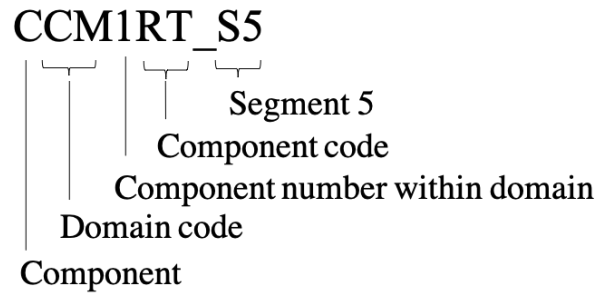 CCM1RT_S5
Segment 5
Component code
Component number within domain
Domain code
Component